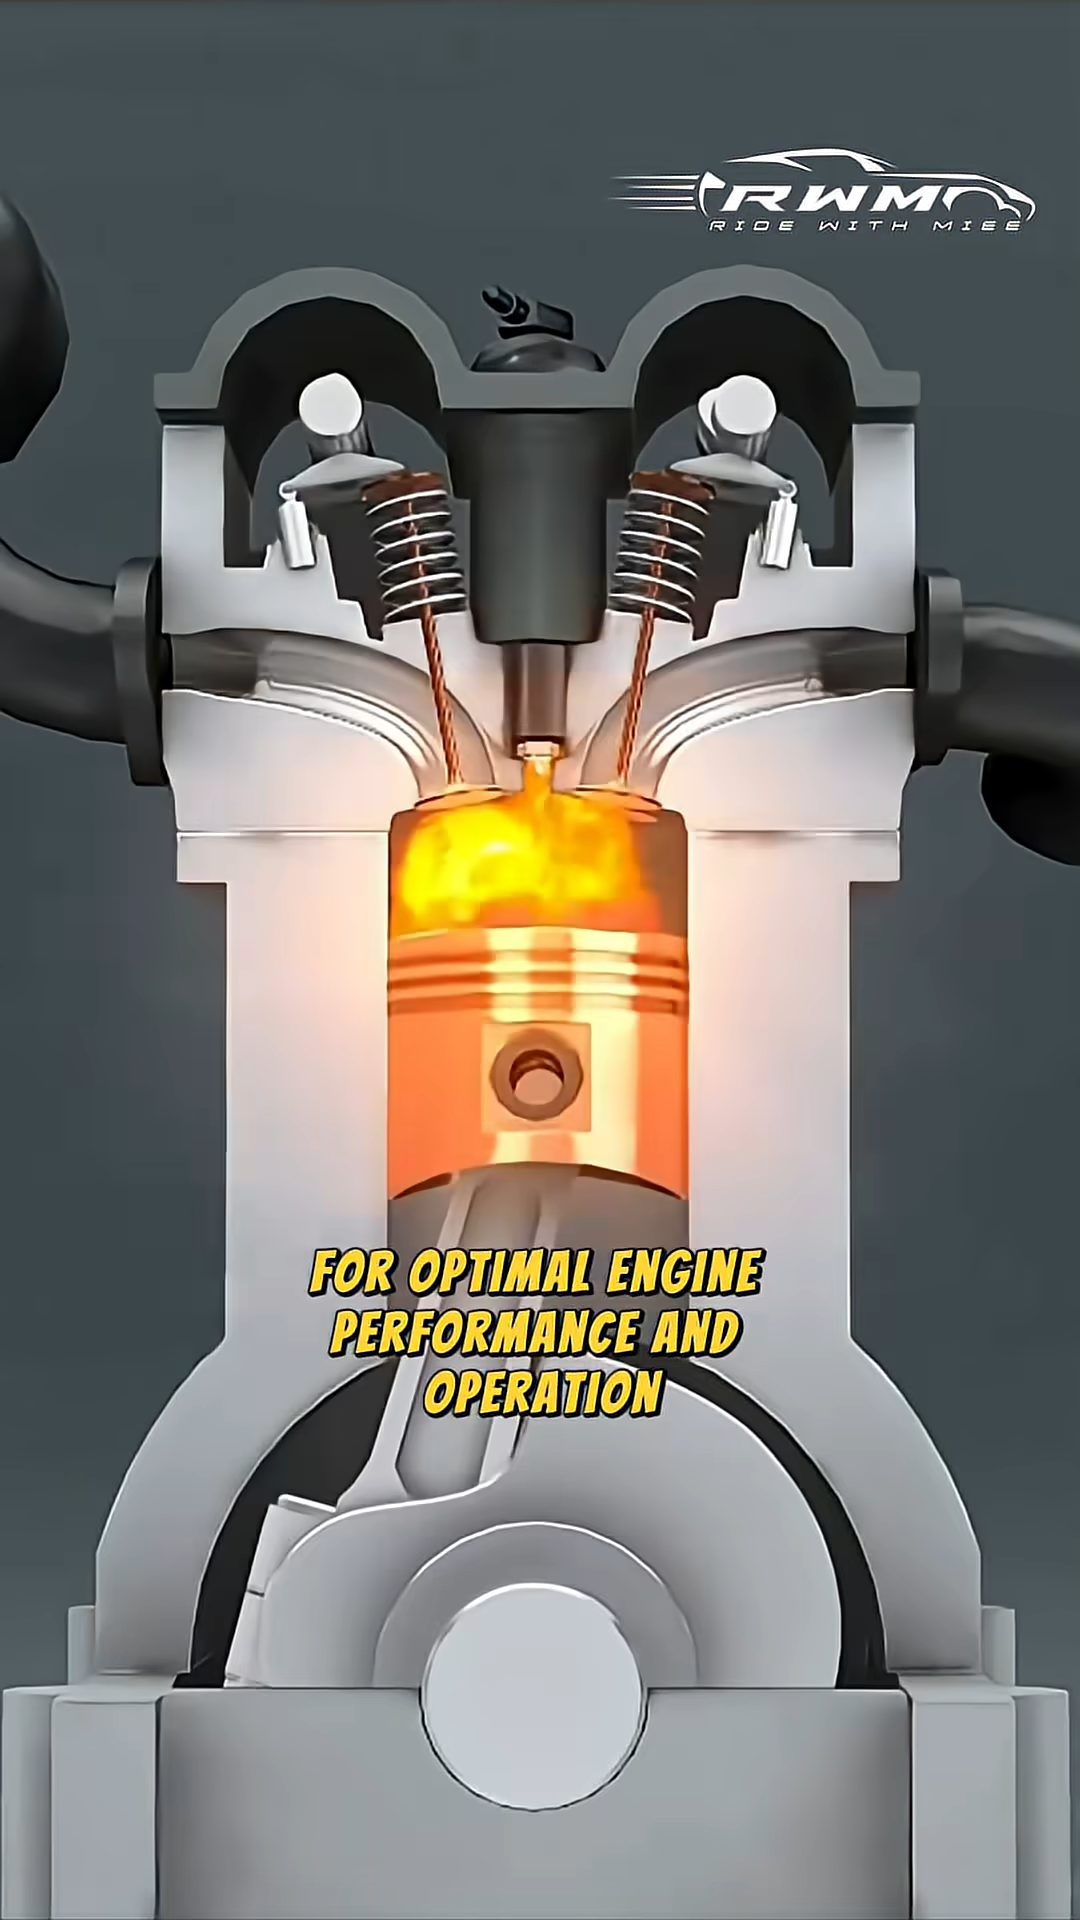 RWM
RIDE WITH MIEE
FOR OPTIMAL ENGINE
PERFORMANCE AND
OPERATION